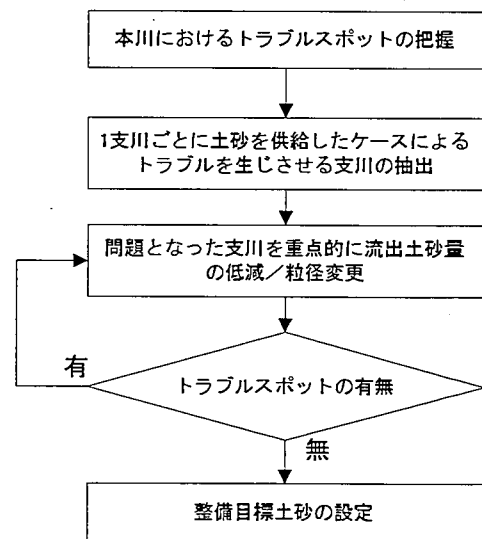 本川におけるトラブルスポットの把握
1支川ごとに土砂を供給したケースによる
トラブルを生じさせる支川の抽出
問題となった支川を重点的に流出土砂量
の低減／粒径変更
有
トラブルスポットの有無
無
整備目標土砂の設定